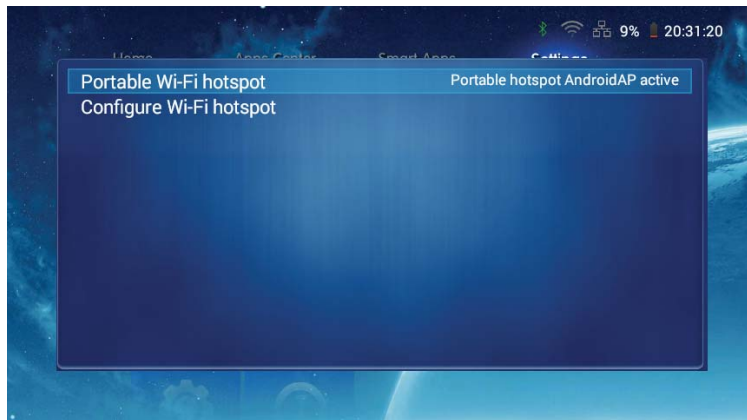 9% 20:31:20
Home Apps Center Smart Apps Settings
Portable Wi-Fi hotspot Portable hotspot AndroidAP active
Configure Wi-Fi hotspot